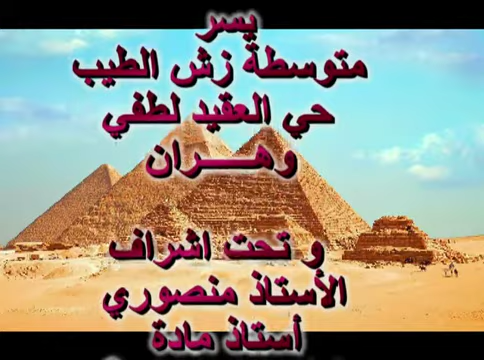 يسر
متوسطة زش الطيب
حي العقيد لطفي
وهـــران
و تحت اشراف
الأستاذ منصوري
أستاذ مادة